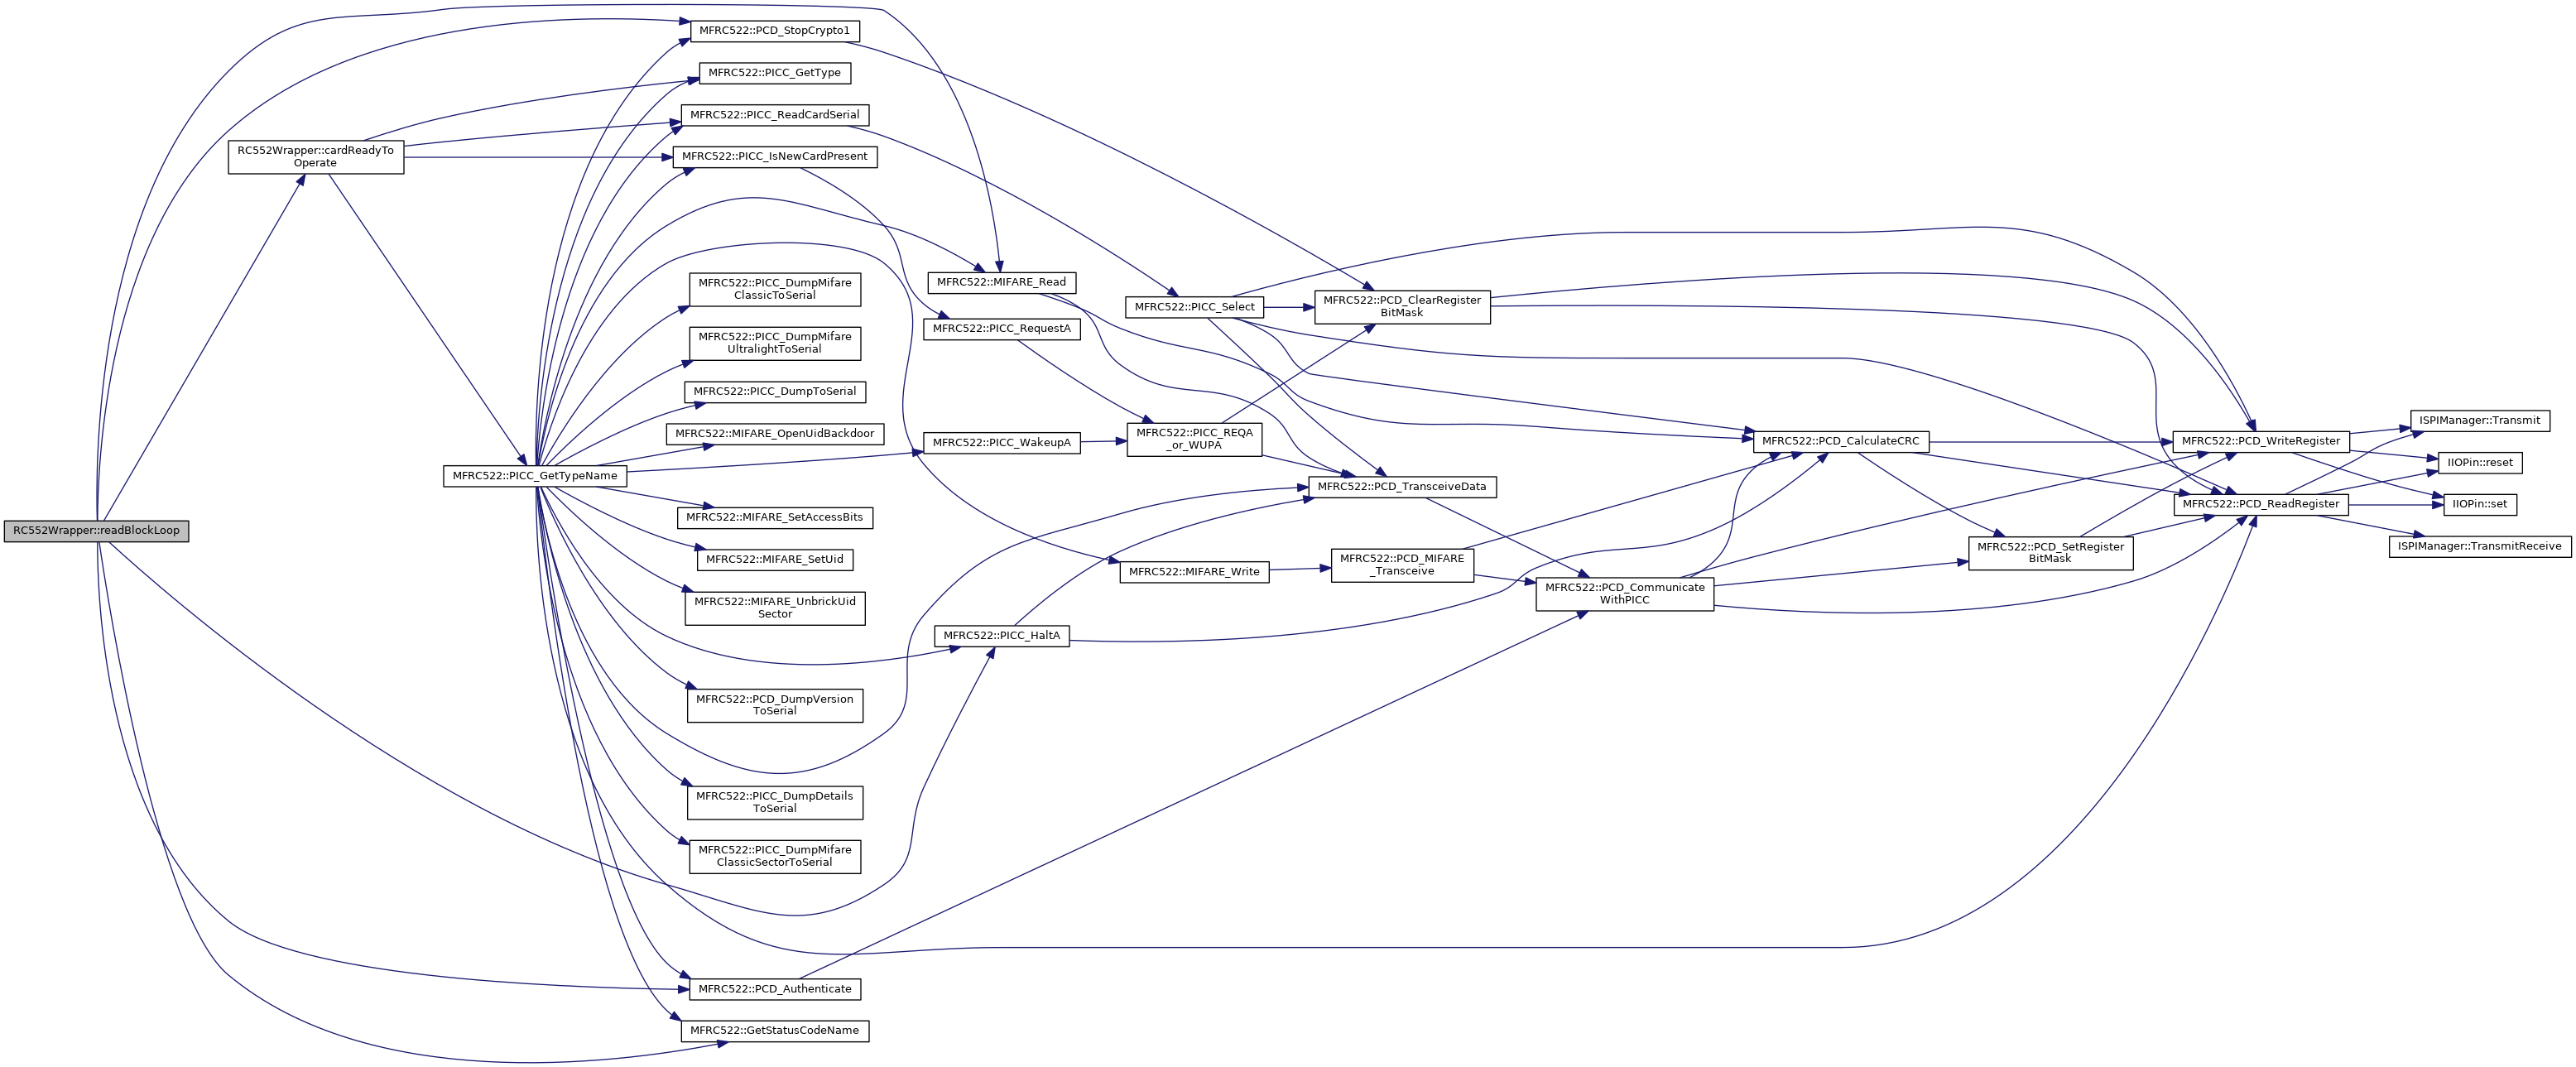 MFRC522::PCD_StopCrypto1
MFRC522::PICC_GetType
MFRC522::PICC_ReadCardSerial
RC552Wrapper::cardReadyTo
Operate
MFRC522::PICC_IsNewCardPresent
MFRC522::PICC_DumpMifare
ClassicToSerial
MFRC522::MIFARE_Read
MFRC522::PICC_Select
MFRC522::PCD_ClearRegister
BitMask
MFRC522::PICC_RequestA
MFRC522::PICC_DumpMifare
UltralightToSerial
MFRC522::PICC_DumpToSerial
MFRC522::MIFARE_OpenUidBackdoor
MFRC522::PICC_WakeupA
MFRC522::PICC_REQA
_or_WUPA
MFRC522::PCD_CalculateCRC
MFRC522::PCD_WriteRegister
ISPIManager::Transmit
IIOPin::reset
MFRC522::PICC_GetTypeName
MFRC522::PCD_TransceiveData
MFRC522::PCD_ReadRegister
IIOPin::set
RC552Wrapper::readBlockLoop
MFRC522::MIFARE_SetAccessBits
MFRC522::PCD_SetRegister
BitMask
ISPIManager::TransmitReceive
MFRC522::MIFARE_SetUid
MFRC522::MIFARE_Write
MFRC522::PCD_MIFARE
_Transceive
MFRC522::PCD_Communicate
WithPICC
MFRC522::MIFARE_UnbrickUid
Sector
MFRC522::PICC_HaltA
MFRC522::PCD_DumpVersion
ToSerial
MFRC522::PICC_DumpDetails
ToSerial
MFRC522::PICC_DumpMifare
ClassicSectorToSerial
MFRC522::PCD_Authenticate
MFRC522::GetStatusCodeName